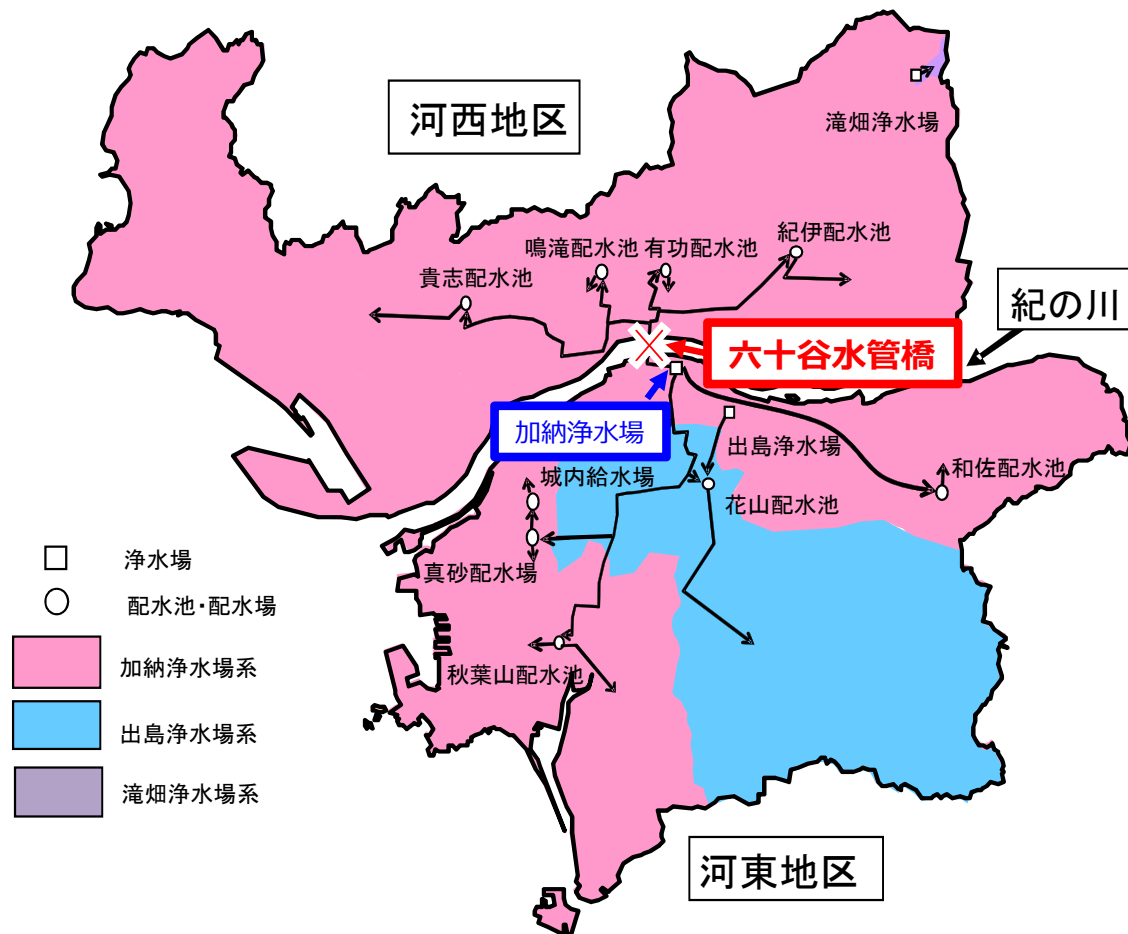 河西地区
滝畑浄水場
紀伊配水池
鳴滝配水池
有功配水池
貴志配水池
紀の川
六十谷水管橋
加納浄水場
出島浄水場
城内給水場
和佐配水池
花山配水池
真砂配水場
秋葉山配水池
河東地区
浄水場
配水池・配水場
加納浄水場系
出島浄水場系
滝畑浄水場系